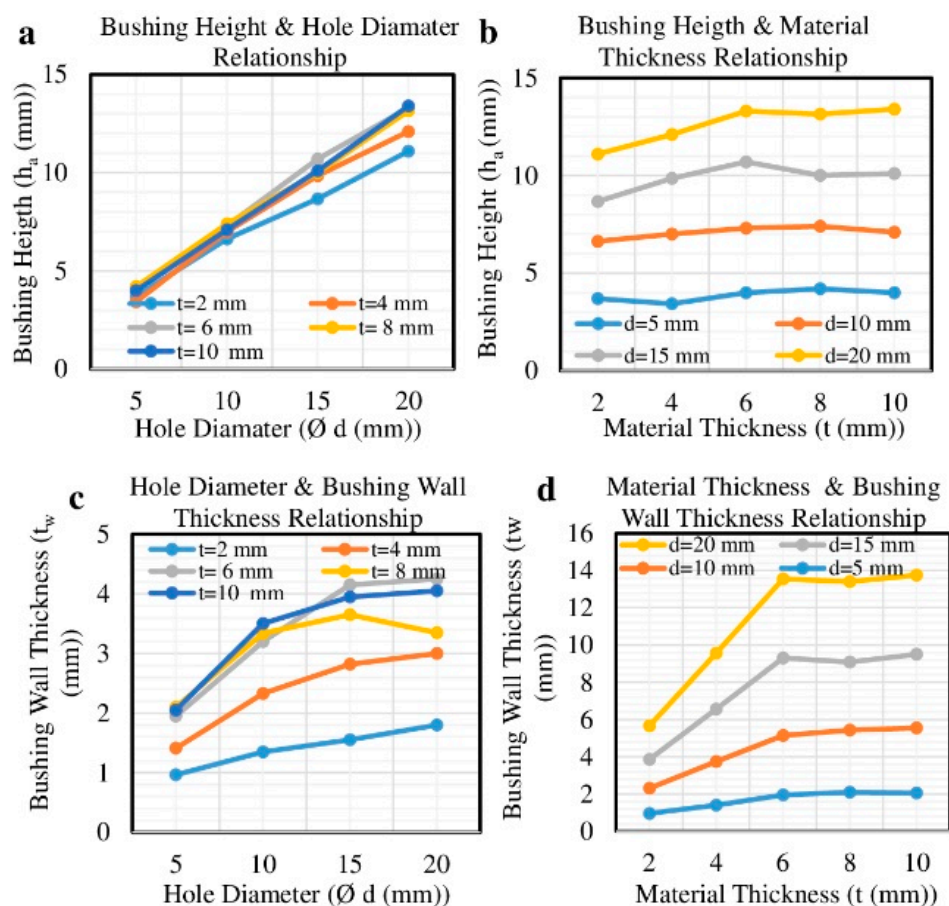 a
Bushing Height & Hole Diamater
Relationship
Bushing Heigth (ha (mm))
15
10
5
0
t=2 mm
t=4 mm
t= 6 mm
t= 8 mm
t=10 mm
5 10 15 20
Hole Diamater (Ø d (mm))
b
Bushing Heigth & Material
Thickness Relationship
Bushing Height (ha (mm))
15
10
5
0
d=5 mm
d=10 mm
d=15 mm
d=20 mm
2 4 6 8 10
Material Thickness (t (mm))
c
Hole Diameter & Bushing Wall
Thickness Relationship
Bushing Wall Thickness (tw
(mm))
5
4
3
2
1
0
t=2 mm
t=4 mm
t= 6 mm
t= 8 mm
t=10 mm
5 10 15 20
Hole Diameter (Ø d (mm))
d
Material Thickness & Bushing
Wall Thickness Relationship
Bushing Wall Thickness (tw
(mm))
16
14
12
10
8
6
4
2
0
d=20 mm
d=15 mm
d=10 mm
d=5 mm
2 4 6 8 10
Material Thickness (t (mm))